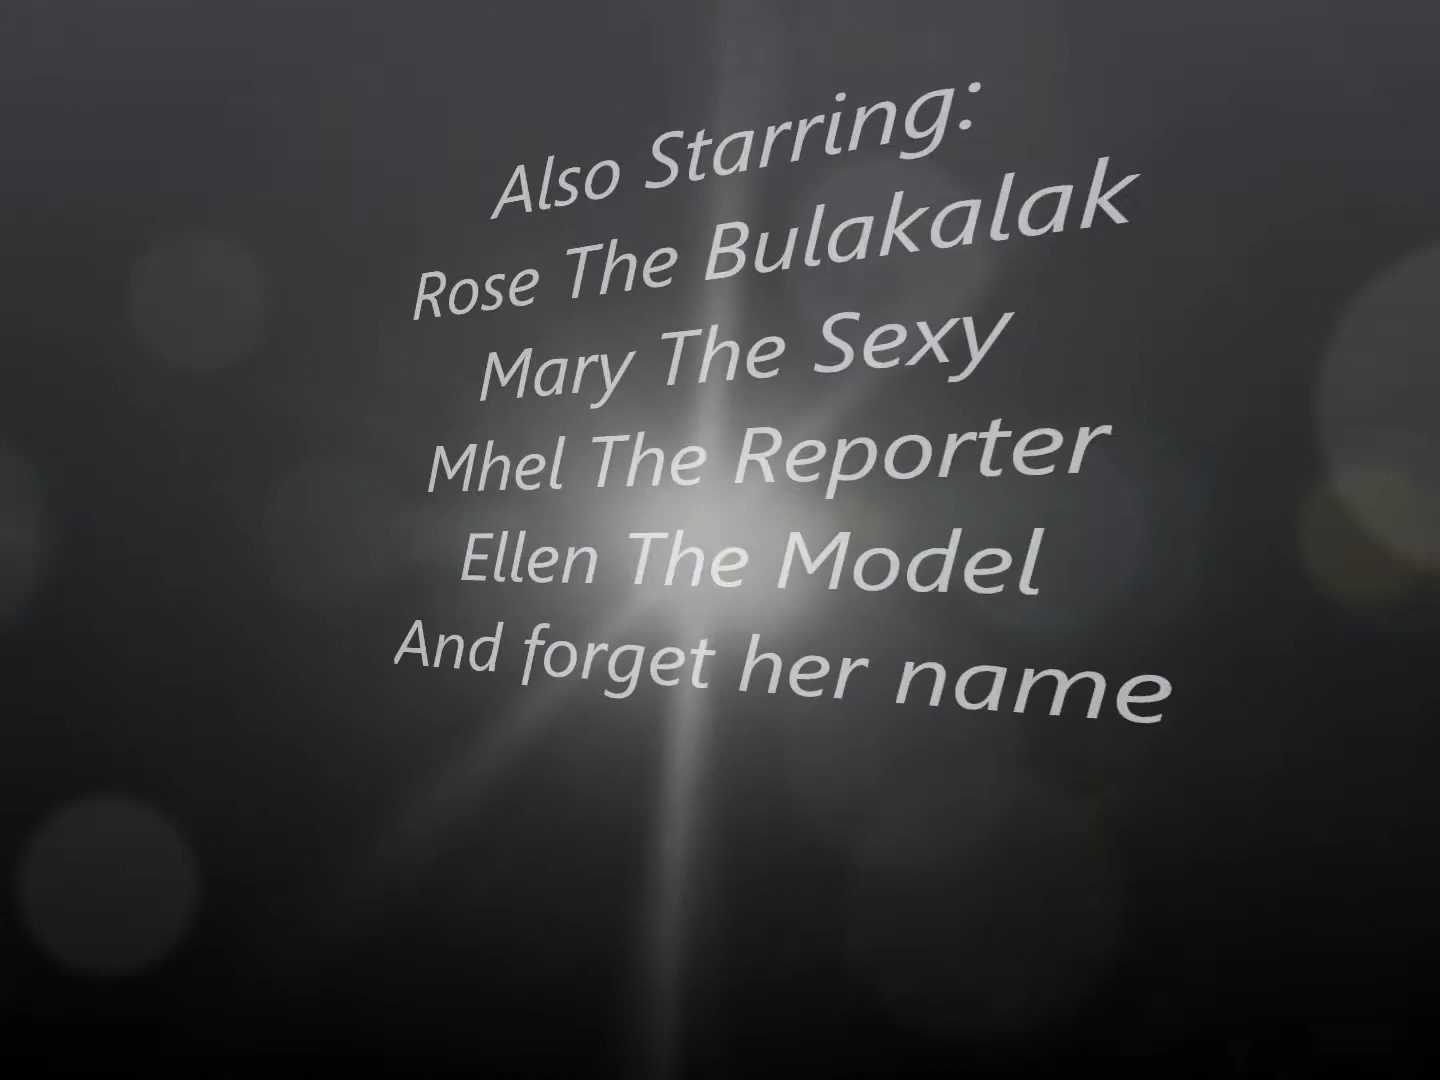 Also Starring:
Rose The Bulakalak
Mary The Sexy
Mhel The Reporter
Ellen The Model
And forget her name